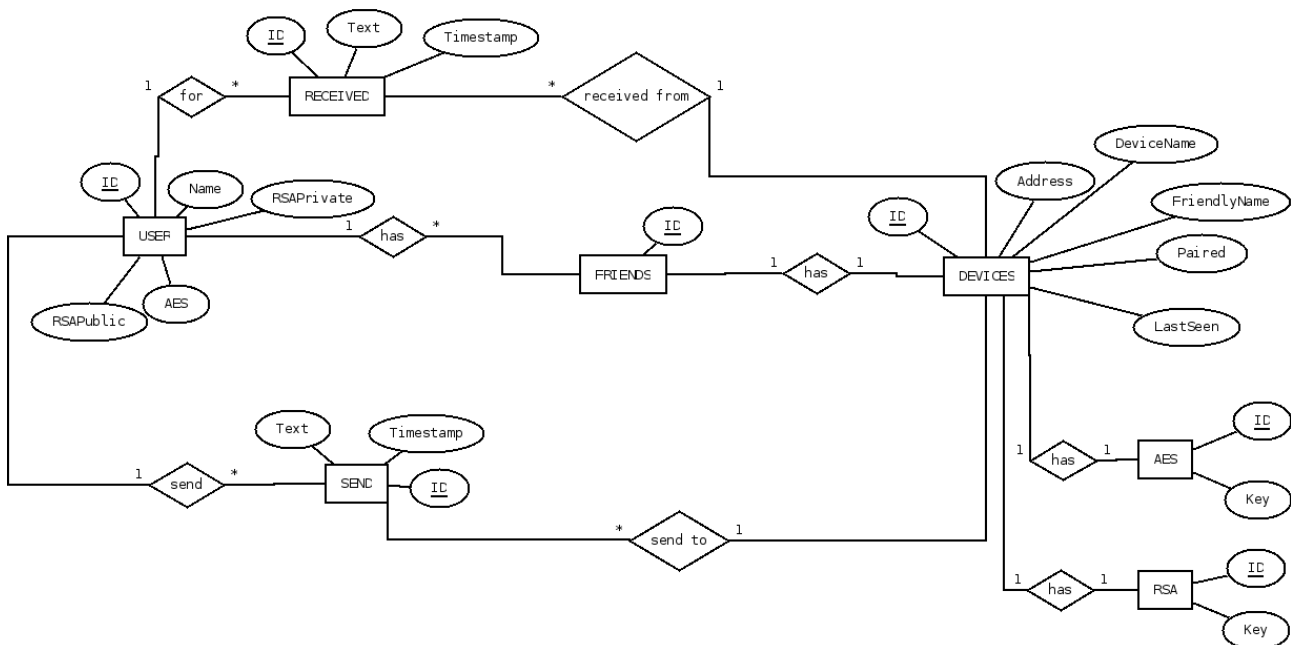 ID
Text
Timestamp
1
for
*
RECEIVED
*
received from
1
DeviceName
Address
FriendlyName
ID
Name
RSAPrivate
USER
1
has
*
ID
FRIENDS
1
has
1
ID
DEVICES
Paired
LastSeen
RSAPublic
AES
Text
Timestamp
1
send
*
SEND
ID
*
send to
1
1
has
1
AES
ID
Key
1
has
1
RSA
ID
Key